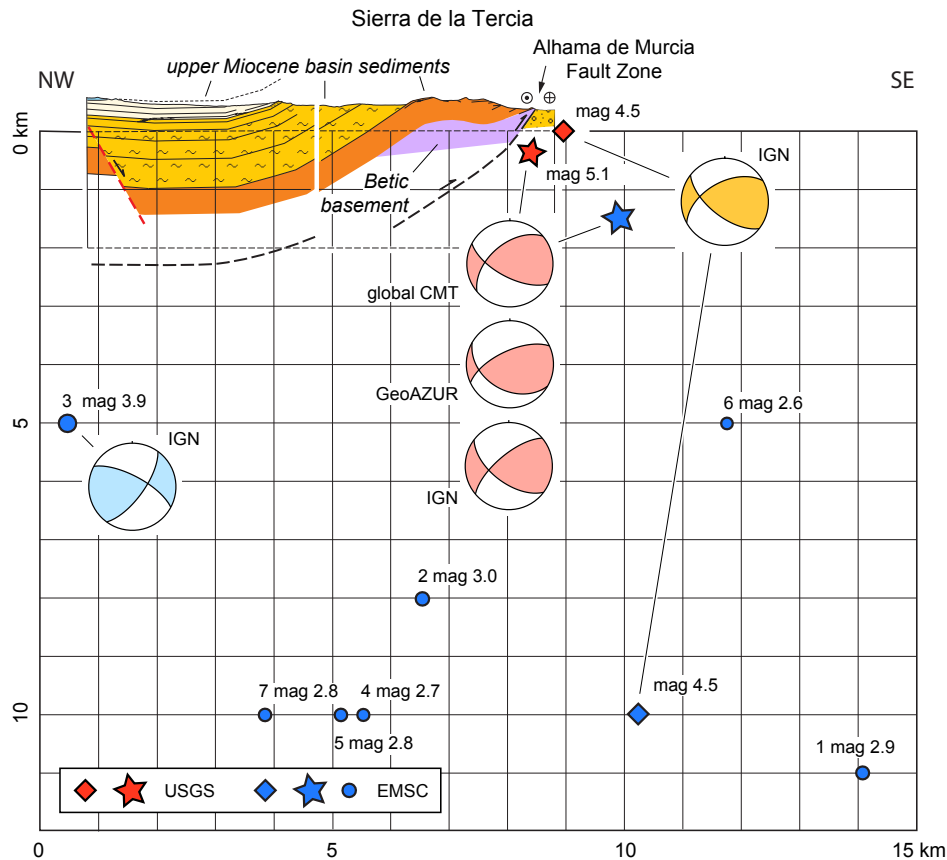 Sierra de la Tercia
Alhama de Murcia
Fault Zone
NW
upper Miocene basin sediments
SE
mag 4.5
0 km
IGN
mag 5.1
Betic
basement
global CMT
GeoAZUR
3 mag 3.9
5
6 mag 2.6
IGN
IGN
2 mag 3.0
7 mag 2.8
4 mag 2.7
mag 4.5
10
5 mag 2.8
1 mag 2.9
USGS
EMSC
0
5
10
15 km